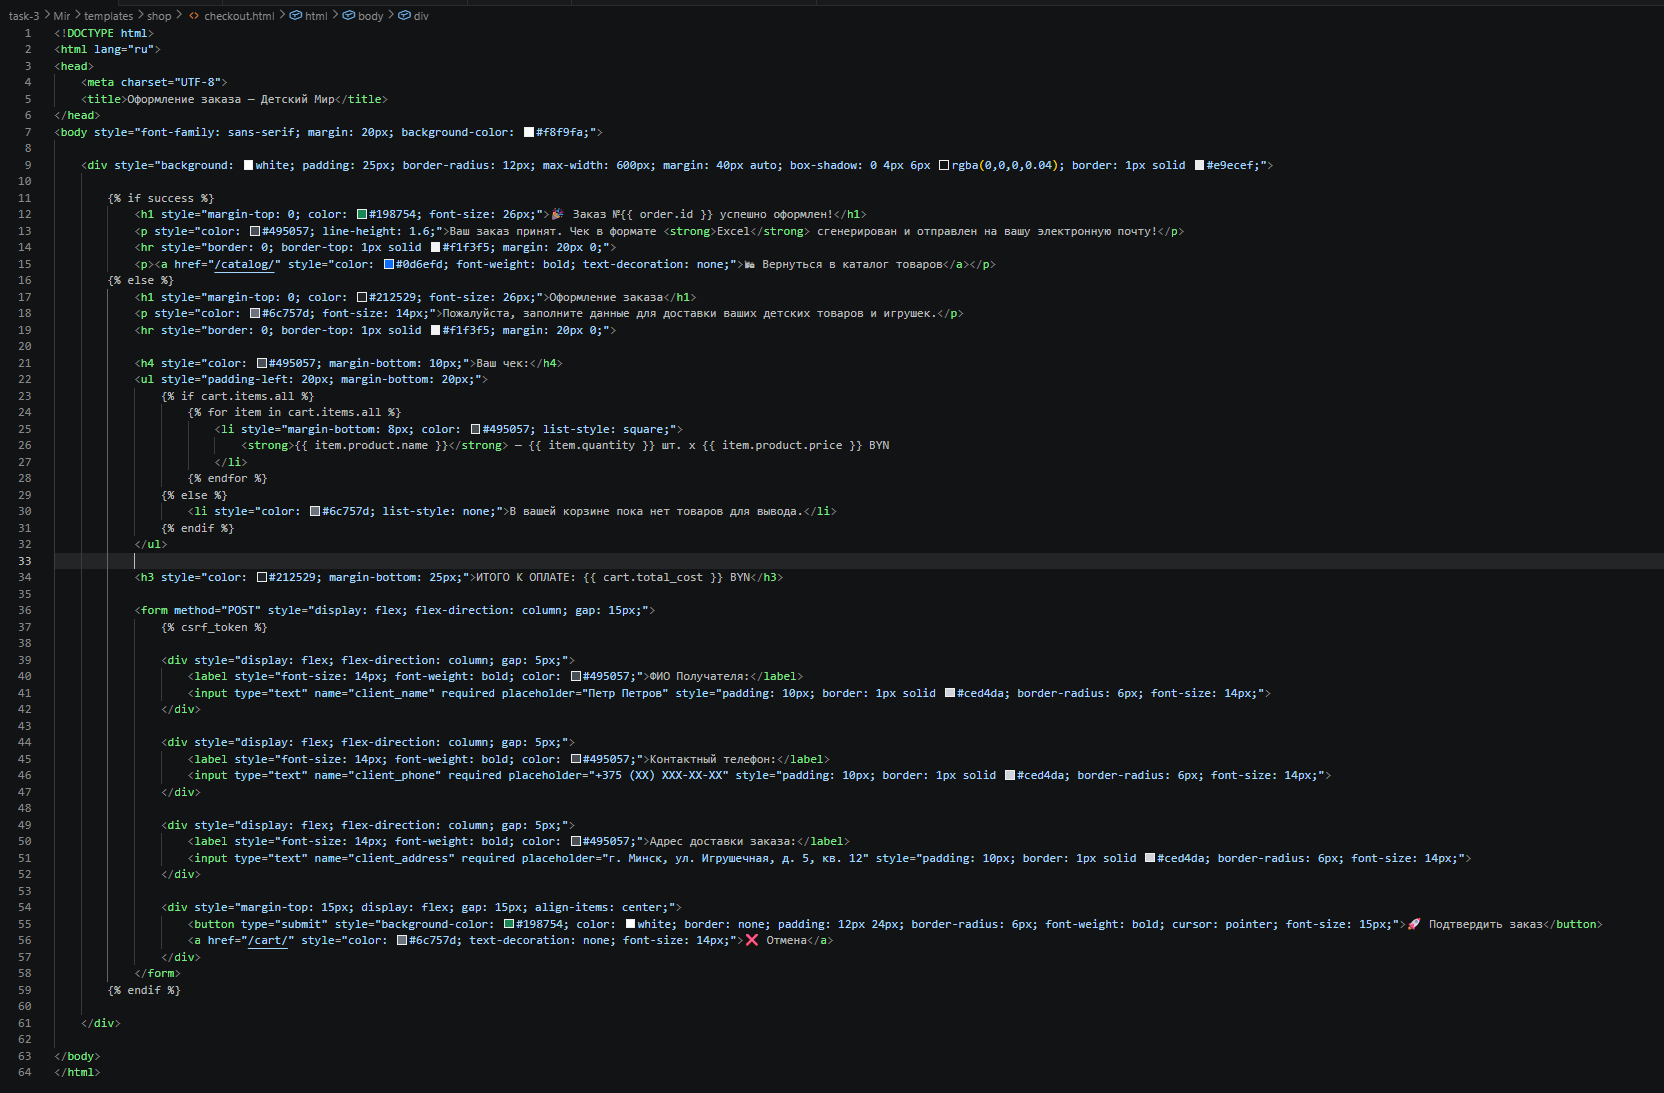 task-3 > Mir > templates > shop > <> checkout.html > html > body > div
1 <!DOCTYPE html>
2 <html lang="ru">
3 <head>
4     <meta charset="UTF-8">
5     <title>Оформление заказа — Детский Мир</title>
6 </head>
7 <body style="font-family: sans-serif; margin: 20px; background-color: #f8f9fa;">
8
9     <div style="background: white; padding: 25px; border-radius: 12px; max-width: 600px; margin: 40px auto; box-shadow: 0 4px 6px rgba(0,0,0,0.04); border: 1px solid #e9ecef;">
10
11         {% if success %}
12             <h1 style="margin-top: 0; color: #198754; font-size: 26px;">🎉 Заказ №{{ order.id }} успешно оформлен!</h1>
13             <p style="color: #495057; line-height: 1.6;">Ваш заказ принят. Чек в формате <strong>Excel</strong> сгенерирован и отправлен на вашу электронную почту!</p>
14             <hr style="border: 0; border-top: 1px solid #f1f3f5; margin: 20px 0;">
15             <p><a href="/catalog/" style="color: #0d6efd; font-weight: bold; text-decoration: none;">🛍 Вернуться в каталог товаров</a></p>
16         {% else %}
17             <h1 style="margin-top: 0; color: #212529; font-size: 26px;">Оформление заказа</h1>
18             <p style="color: #6c757d; font-size: 14px;">Пожалуйста, заполните данные для доставки ваших детских товаров и игрушек.</p>
19             <hr style="border: 0; border-top: 1px solid #f1f3f5; margin: 20px 0;">
20
21             <h4 style="color: #495057; margin-bottom: 10px;">Ваш чек:</h4>
22             <ul style="padding-left: 20px; margin-bottom: 20px;">
23                 {% if cart.items.all %}
24                     {% for item in cart.items.all %}
25                         <li style="margin-bottom: 8px; color: #495057; list-style: square;">
26                             <strong>{{ item.product.name }}</strong> — {{ item.quantity }} шт. x {{ item.product.price }} BYN
27                         </li>
28                     {% endfor %}
29                 {% else %}
30                     <li style="color: #6c757d; list-style: none;">В вашей корзине пока нет товаров для вывода.</li>
31                 {% endif %}
32             </ul>
33
34             <h3 style="color: #212529; margin-bottom: 25px;">ИТОГО К ОПЛАТЕ: {{ cart.total_cost }} BYN</h3>
35
36             <form method="POST" style="display: flex; flex-direction: column; gap: 15px;">
37                 {% csrf_token %}
38
39                 <div style="display: flex; flex-direction: column; gap: 5px;">
40                     <label style="font-size: 14px; font-weight: bold; color: #495057;">ФИО Получателя:</label>
41                     <input type="text" name="client_name" required placeholder="Петр Петров" style="padding: 10px; border: 1px solid #ced4da; border-radius: 6px; font-size: 14px;">
42                 </div>
43
44                 <div style="display: flex; flex-direction: column; gap: 5px;">
45                     <label style="font-size: 14px; font-weight: bold; color: #495057;">Контактный телефон:</label>
46                     <input type="text" name="client_phone" required placeholder="+375 (XX) XXX-XX-XX" style="padding: 10px; border: 1px solid #ced4da; border-radius: 6px; font-size: 14px;">
47                 </div>
48
49                 <div style="display: flex; flex-direction: column; gap: 5px;">
50                     <label style="font-size: 14px; font-weight: bold; color: #495057;">Адрес доставки заказа:</label>
51                     <input type="text" name="client_address" required placeholder="г. Минск, ул. Игрушечная, д. 5, кв. 12" style="padding: 10px; border: 1px solid #ced4da; border-radius: 6px; font-size: 14px;">
52                 </div>
53
54                 <div style="margin-top: 15px; display: flex; gap: 15px; align-items: center;">
55                     <button type="submit" style="background-color: #198754; color: white; border: none; padding: 12px 24px; border-radius: 6px; font-weight: bold; cursor: pointer; font-size: 15px;">🚀 Подтвердить заказ</button>
56                     <a href="/cart/" style="color: #6c757d; text-decoration: none; font-size: 14px;">❌ Отмена</a>
57                 </div>
58             </form>
59         {% endif %}
60
61     </div>
62
63 </body>
64 </html>